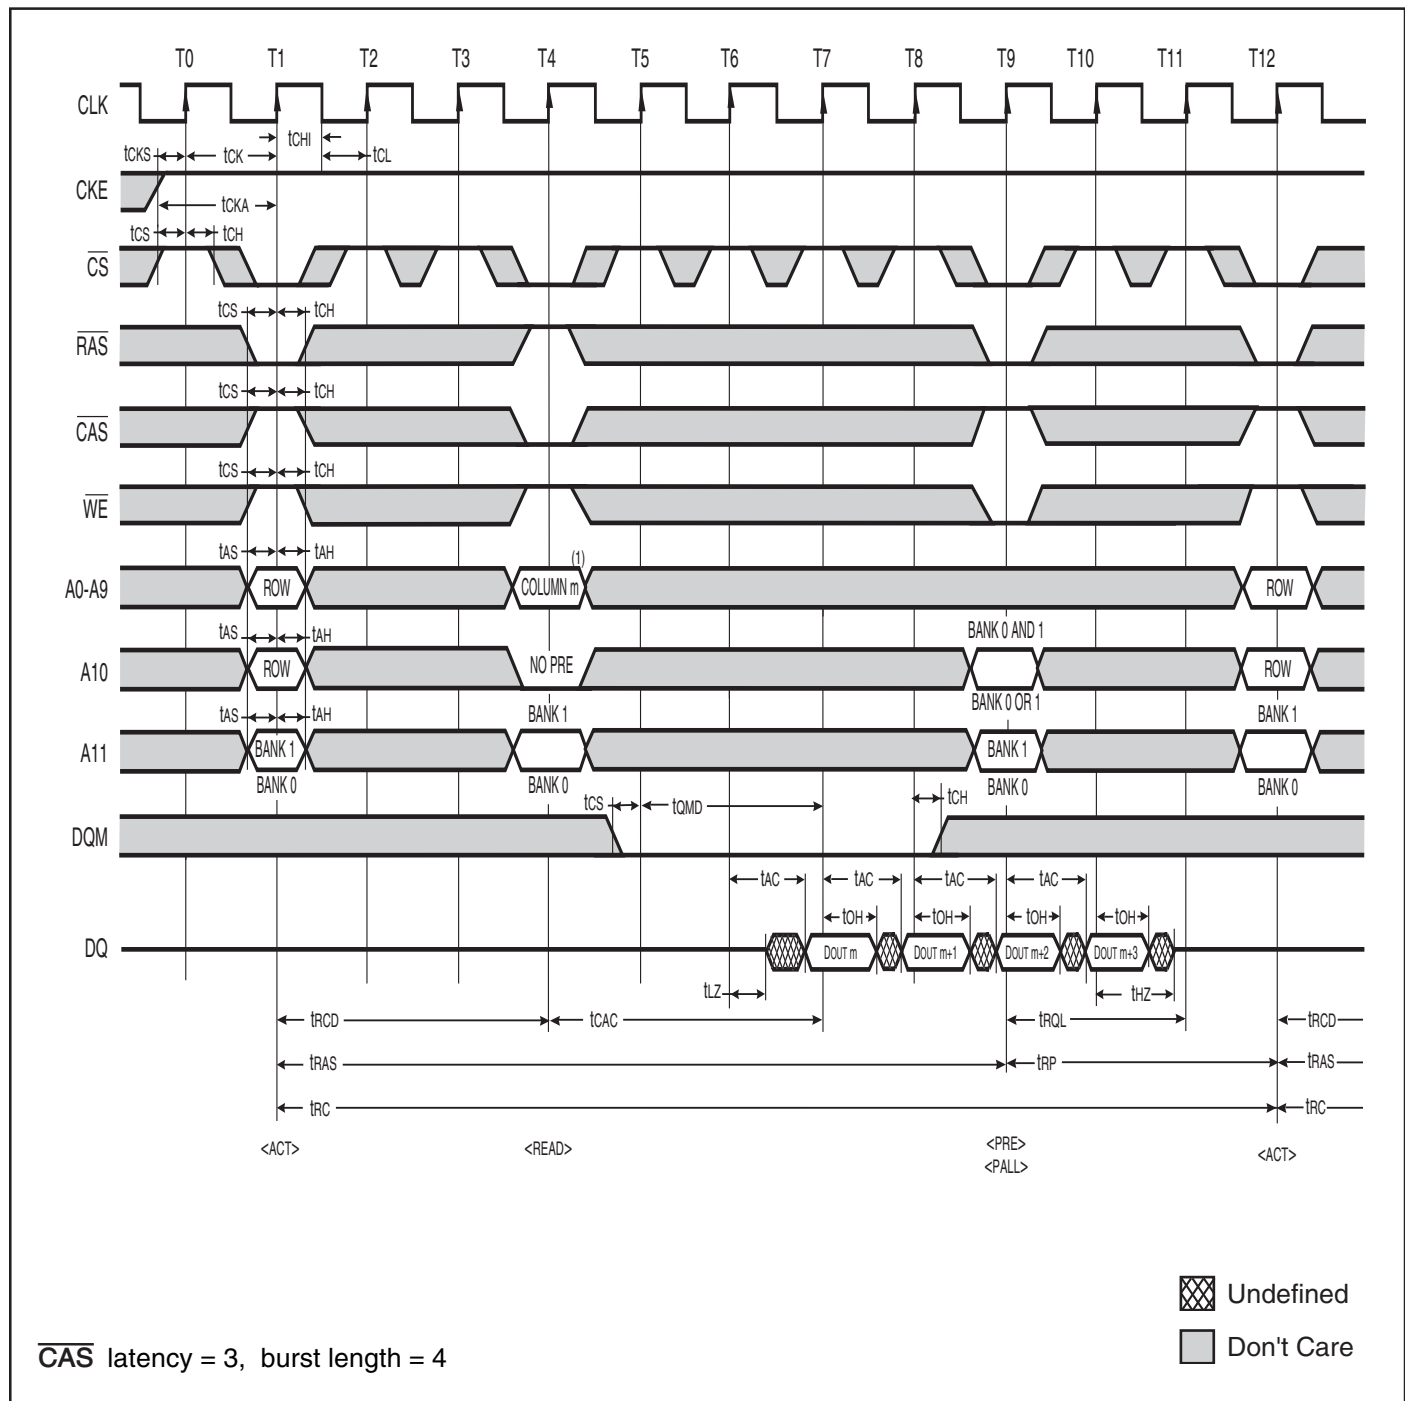 T0 T1 T2 T3 T4 T5 T6 T7 T8 T9 T10 T11 T12
CLK
tCHI
tCKS tCK tCL
CKE
tCKA
tCS tCH
CS
tCS tCH
RAS
tCS tCH
CAS
tCS tCH
WE
tAS tAH (1)
A0-A9 ROW COLUMN m ROW
tAS tAH BANK 0 AND 1
A10 ROW NO PRE ROW
BANK 0 OR 1
tAS tAH BANK 1 BANK 1
A11 BANK 1 BANK 1
BANK 0 BANK 0 BANK 0 BANK 0
tCS tQMD tCH
DQM
tAC tAC tAC tAC
tOH tOH tOH tOH
DQ DOUT m DOUT m+1 DOUT m+2 DOUT m+3
tLZ tHZ
tRCD tCAC tRQL tRCD
tRAS tRP tRAS
tRC tRC
<ACT> <READ> <PRE> <ACT>
<PALL>
Undefined
Don't Care
CAS latency = 3, burst length = 4